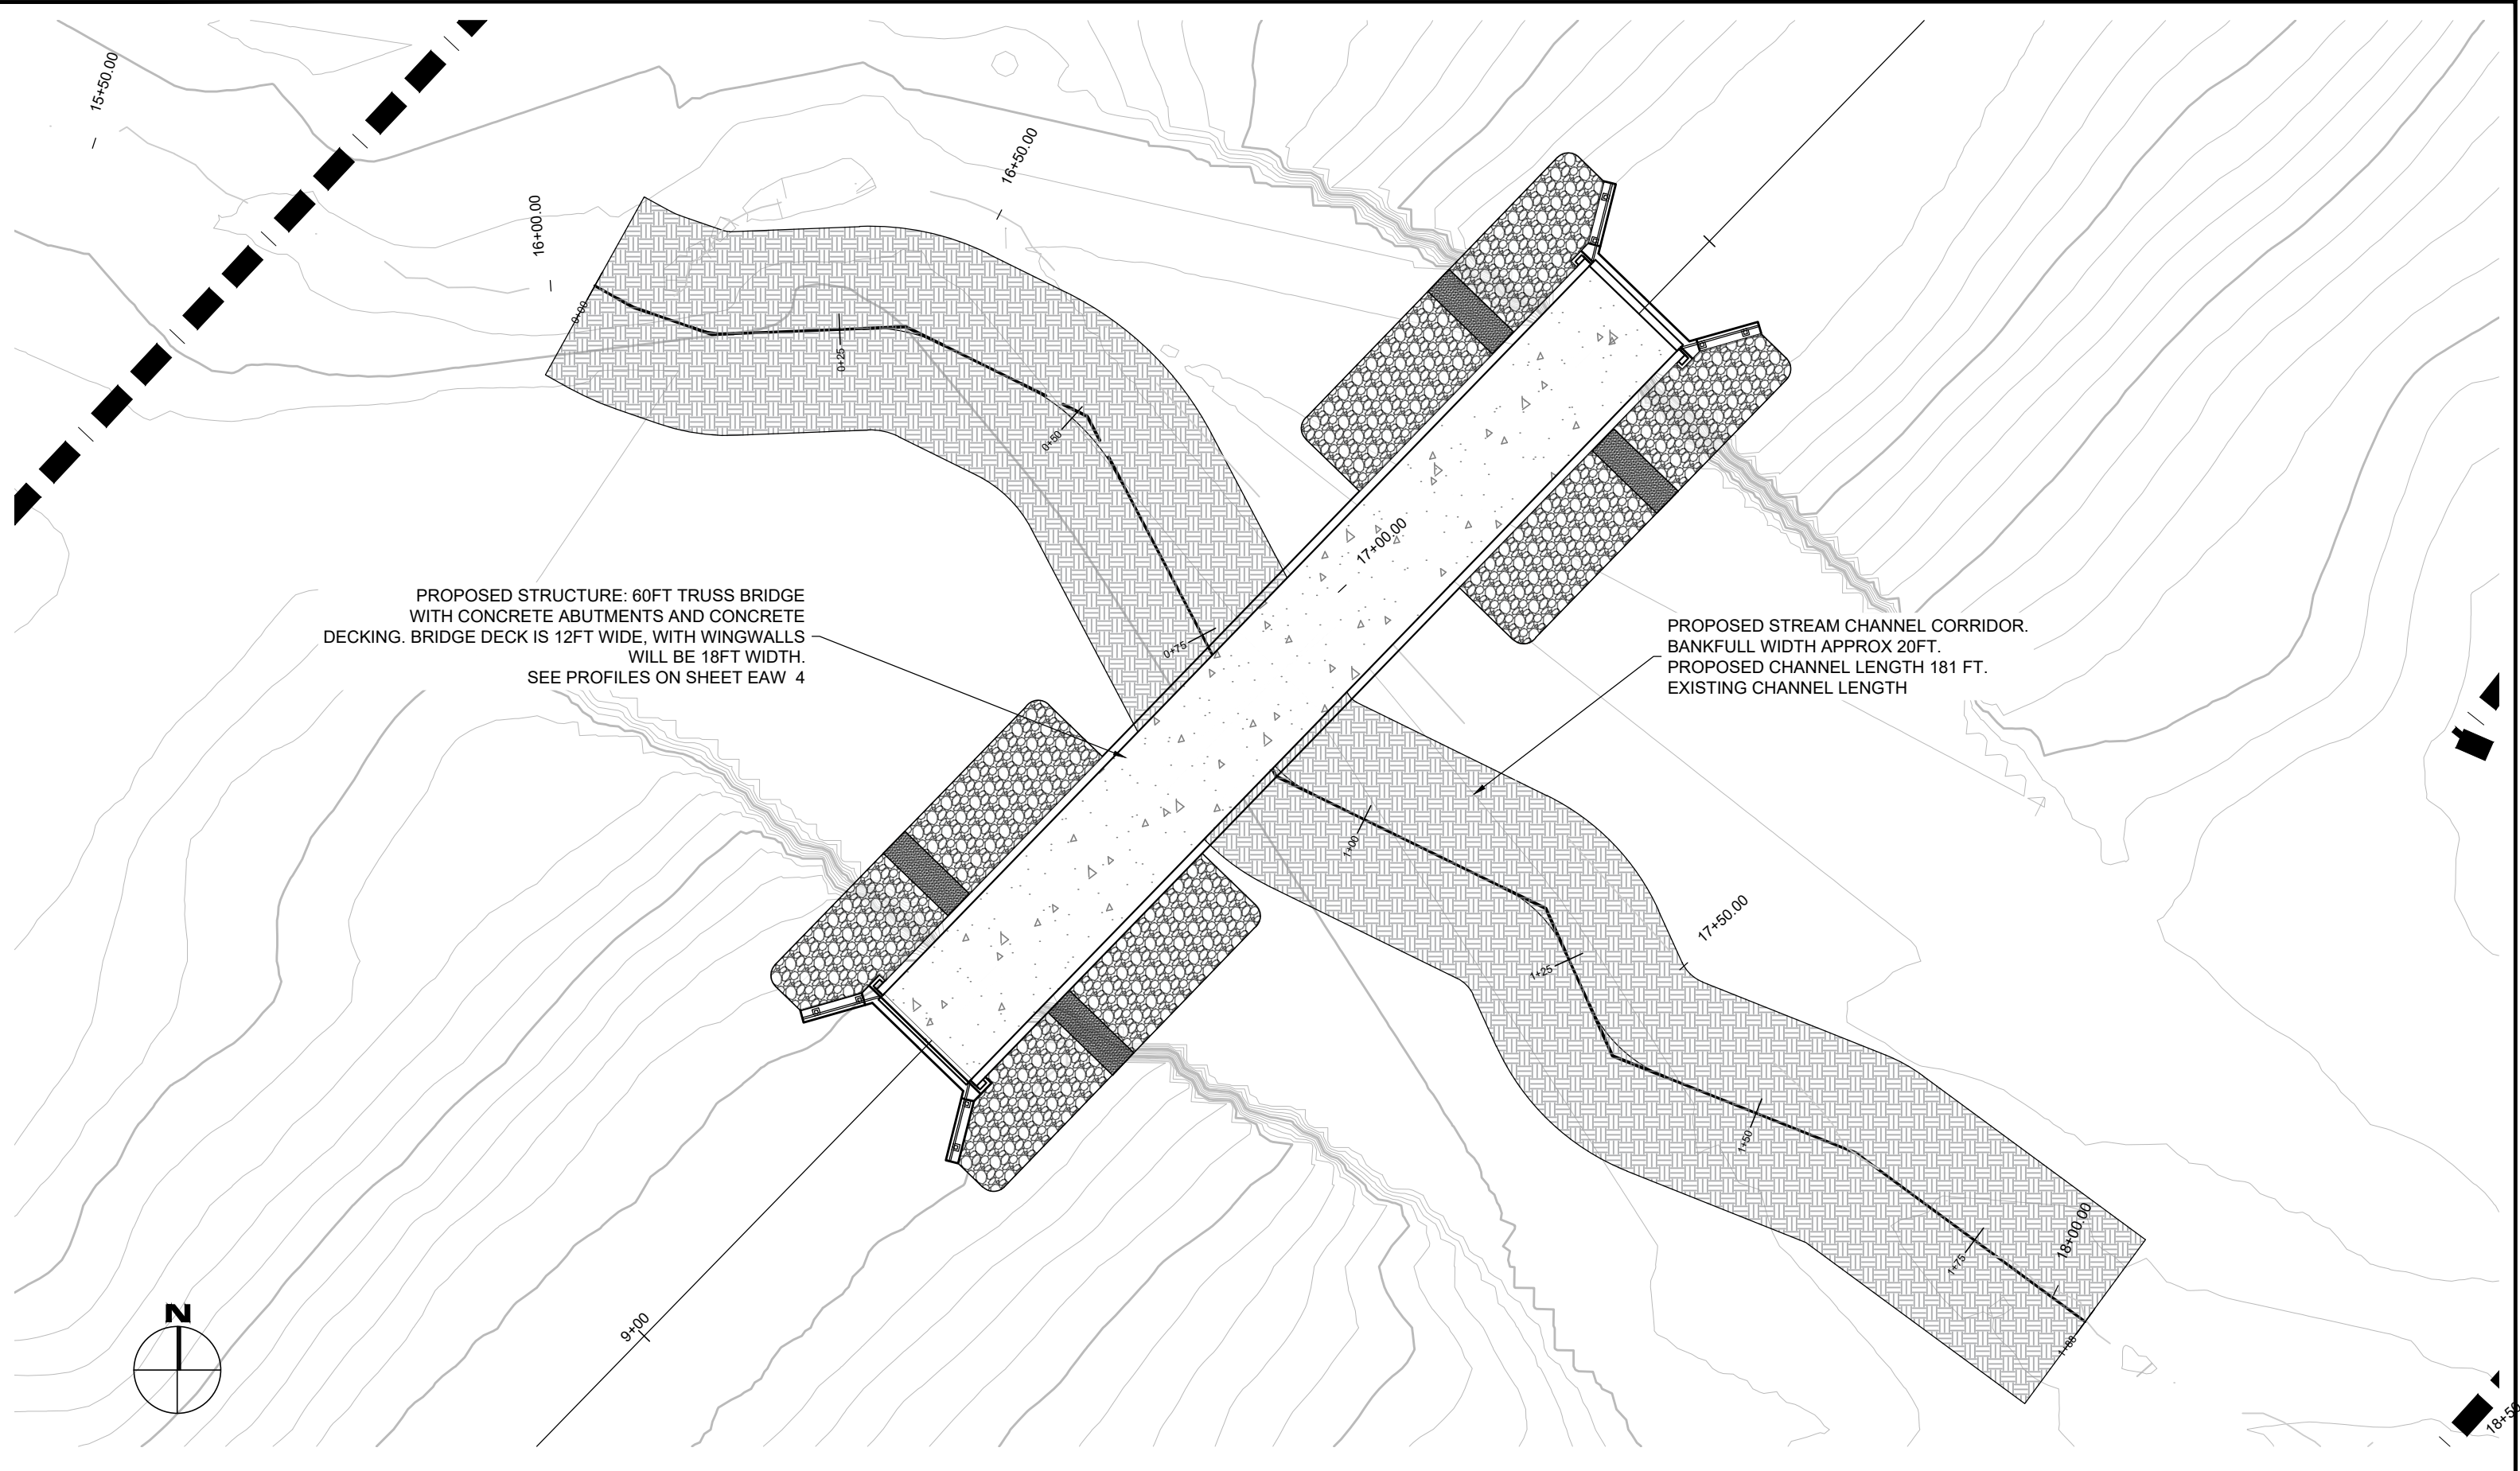 15+50.00
16+50.00
16+00.00
0+00
0+25
0+50
17+00.00
PROPOSED STRUCTURE: 60FT TRUSS BRIDGE
WITH CONCRETE ABUTMENTS AND CONCRETE
DECKING. BRIDGE DECK IS 12FT WIDE, WITH WINGWALLS
WILL BE 18FT WIDTH.
SEE PROFILES ON SHEET EAW 4
0+75
PROPOSED STREAM CHANNEL CORRIDOR.
BANKFULL WIDTH APPROX 20FT.
PROPOSED CHANNEL LENGTH 181 FT.
EXISTING CHANNEL LENGTH
1+00
17+50.00
1+25
1+50
18+00.00
1+75
N
9+00
1+88
18+50